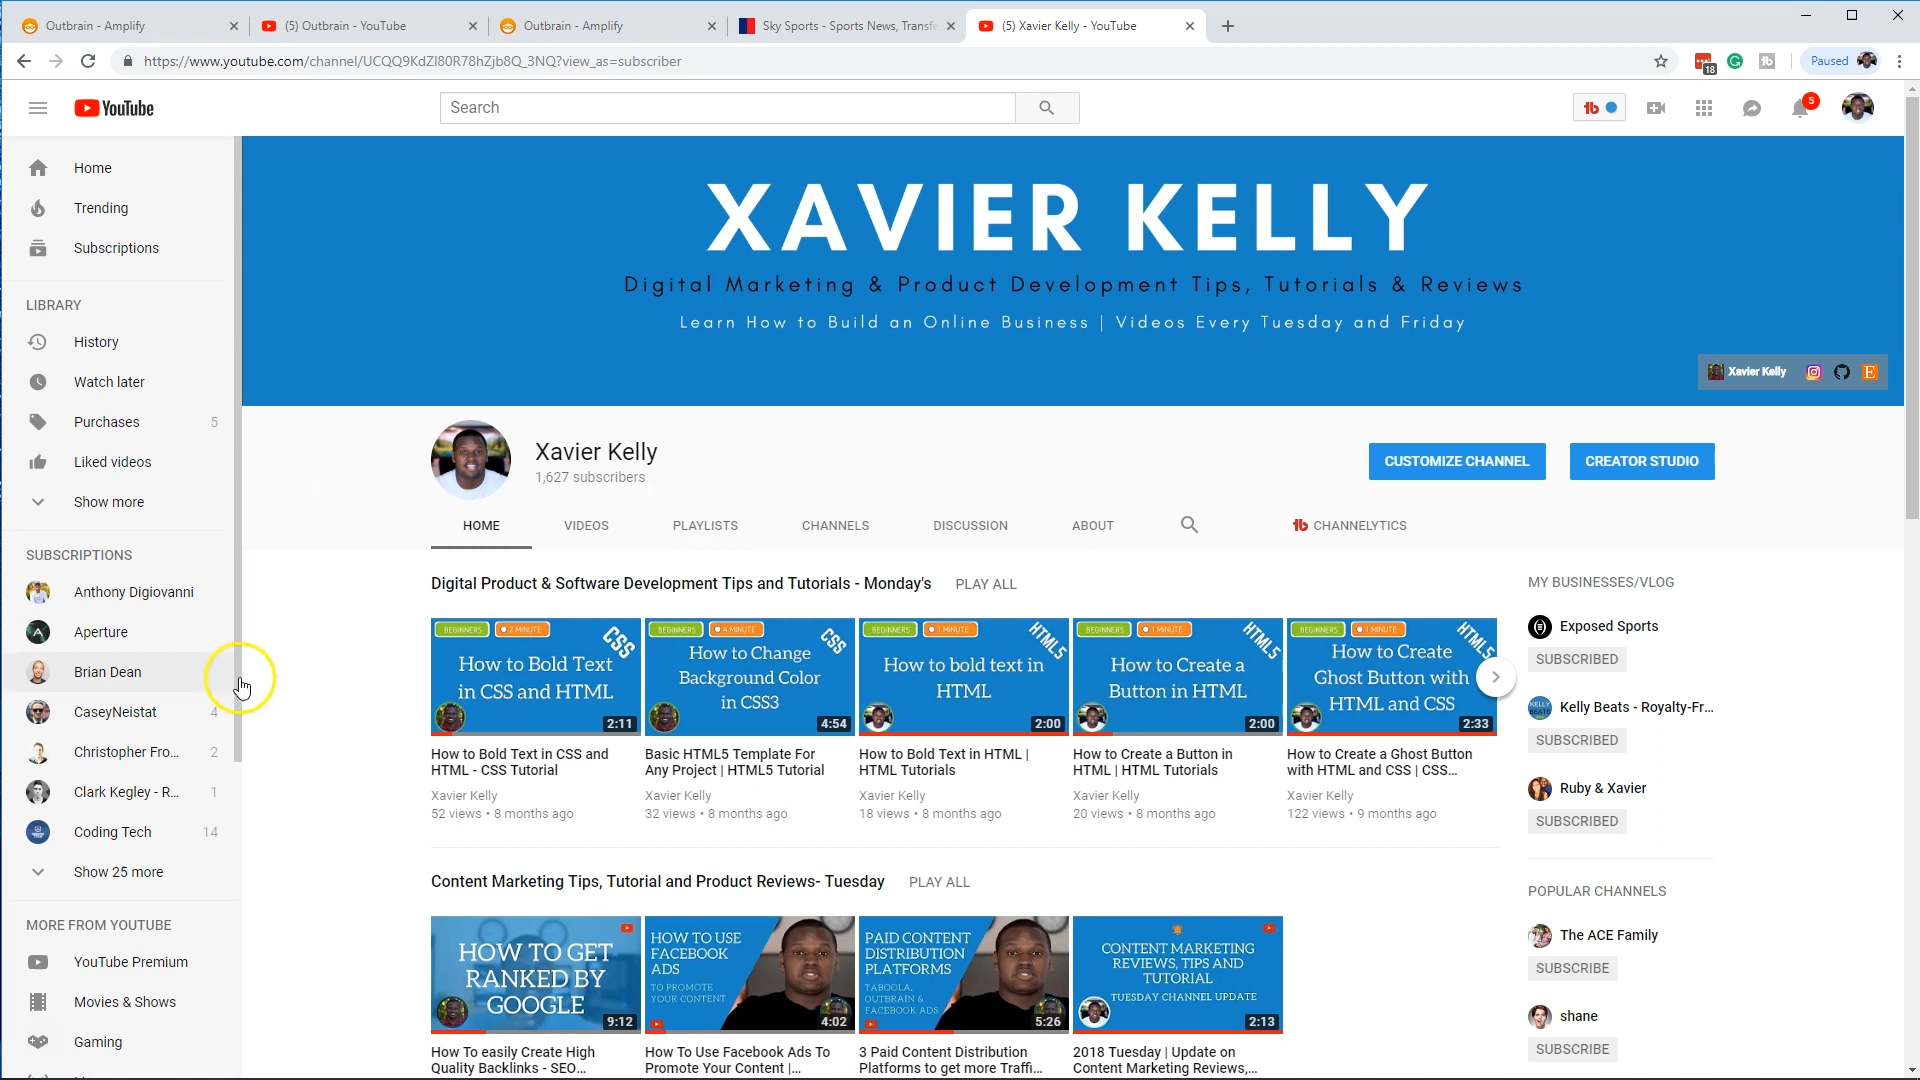 Outbrain - Amplify
(5) Outbrain - YouTube
Outbrain - Amplify
Sky Sports - Sports News, Transfe
(5) Xavier Kelly - YouTube
https://www.youtube.com/channel/UCQQ9KdZl80R78hZjb8Q_3NQ?view_as=subscriber
18
Paused
YouTube
Search
5
Home
Trending
Subscriptions
LIBRARY
History
Watch later
Purchases 5
Liked videos
Show more
SUBSCRIPTIONS
Anthony Digiovanni
Aperture
Brian Dean
CaseyNeistat 4
Christopher Fro... 2
Clark Kegley - R... 1
Coding Tech 14
Show 25 more
MORE FROM YOUTUBE
YouTube Premium
Movies & Shows
Gaming
XAVIER KELLY
Digital Marketing & Product Development Tips, Tutorials & Reviews
Learn How to Build an Online Business | Videos Every Tuesday and Friday
Xavier Kelly
Xavier Kelly
1,627 subscribers
CUSTOMIZE CHANNEL
CREATOR STUDIO
HOME
VIDEOS
PLAYLISTS
CHANNELS
DISCUSSION
ABOUT
CHANNELYTICS
Digital Product & Software Development Tips and Tutorials - Monday's PLAY ALL
BEGINNERS 2 MINUTE
CSS
How to Bold Text
in CSS and HTML
2:11
How to Bold Text in CSS and
HTML - CSS Tutorial
Xavier Kelly
52 views • 8 months ago
BEGINNERS 4 MINUTE
CSS
How to Change
Background Color
in CSS3
4:54
Basic HTML5 Template For
Any Project | HTML5 Tutorial
Xavier Kelly
32 views • 8 months ago
BEGINNERS 1 MINUTE
HTML5
How to bold text in
HTML
2:00
How to Bold Text in HTML |
HTML Tutorials
Xavier Kelly
18 views • 8 months ago
BEGINNERS 1 MINUTE
HTML5
How to Create a
Button in HTML
2:00
How to Create a Button in
HTML | HTML Tutorials
Xavier Kelly
20 views • 8 months ago
BEGINNERS 1 MINUTE
HTML5
How to Create
Ghost Button with
HTML and CSS
2:33
How to Create a Ghost Button
with HTML and CSS | CSS...
Xavier Kelly
122 views • 9 months ago
Content Marketing Tips, Tutorial and Product Reviews- Tuesday PLAY ALL
HOW TO GET
RANKED BY
GOOGLE
9:12
How To easily Create High
Quality Backlinks - SEO...
HOW TO USE
FACEBOOK
ADS
TO PROMOTE
YOUR CONTENT
4:02
How To Use Facebook Ads To
Promote Your Content |...
PAID CONTENT
DISTRIBUTION
PLATFORMS
TABOOLA,
OUTBRAIN &
FACEBOOK ADS
5:26
3 Paid Content Distribution
Platforms to get more Traffi...
CONTENT MARKETING
REVIEWS, TIPS AND
TUTORIAL
TUESDAY CHANNEL UPDATE
2:13
2018 Tuesday | Update on
Content Marketing Reviews,...
MY BUSINESSES/VLOG
Exposed Sports
SUBSCRIBED
Kelly Beats - Royalty-Fr...
SUBSCRIBED
Ruby & Xavier
SUBSCRIBED
POPULAR CHANNELS
The ACE Family
SUBSCRIBE
shane
SUBSCRIBE